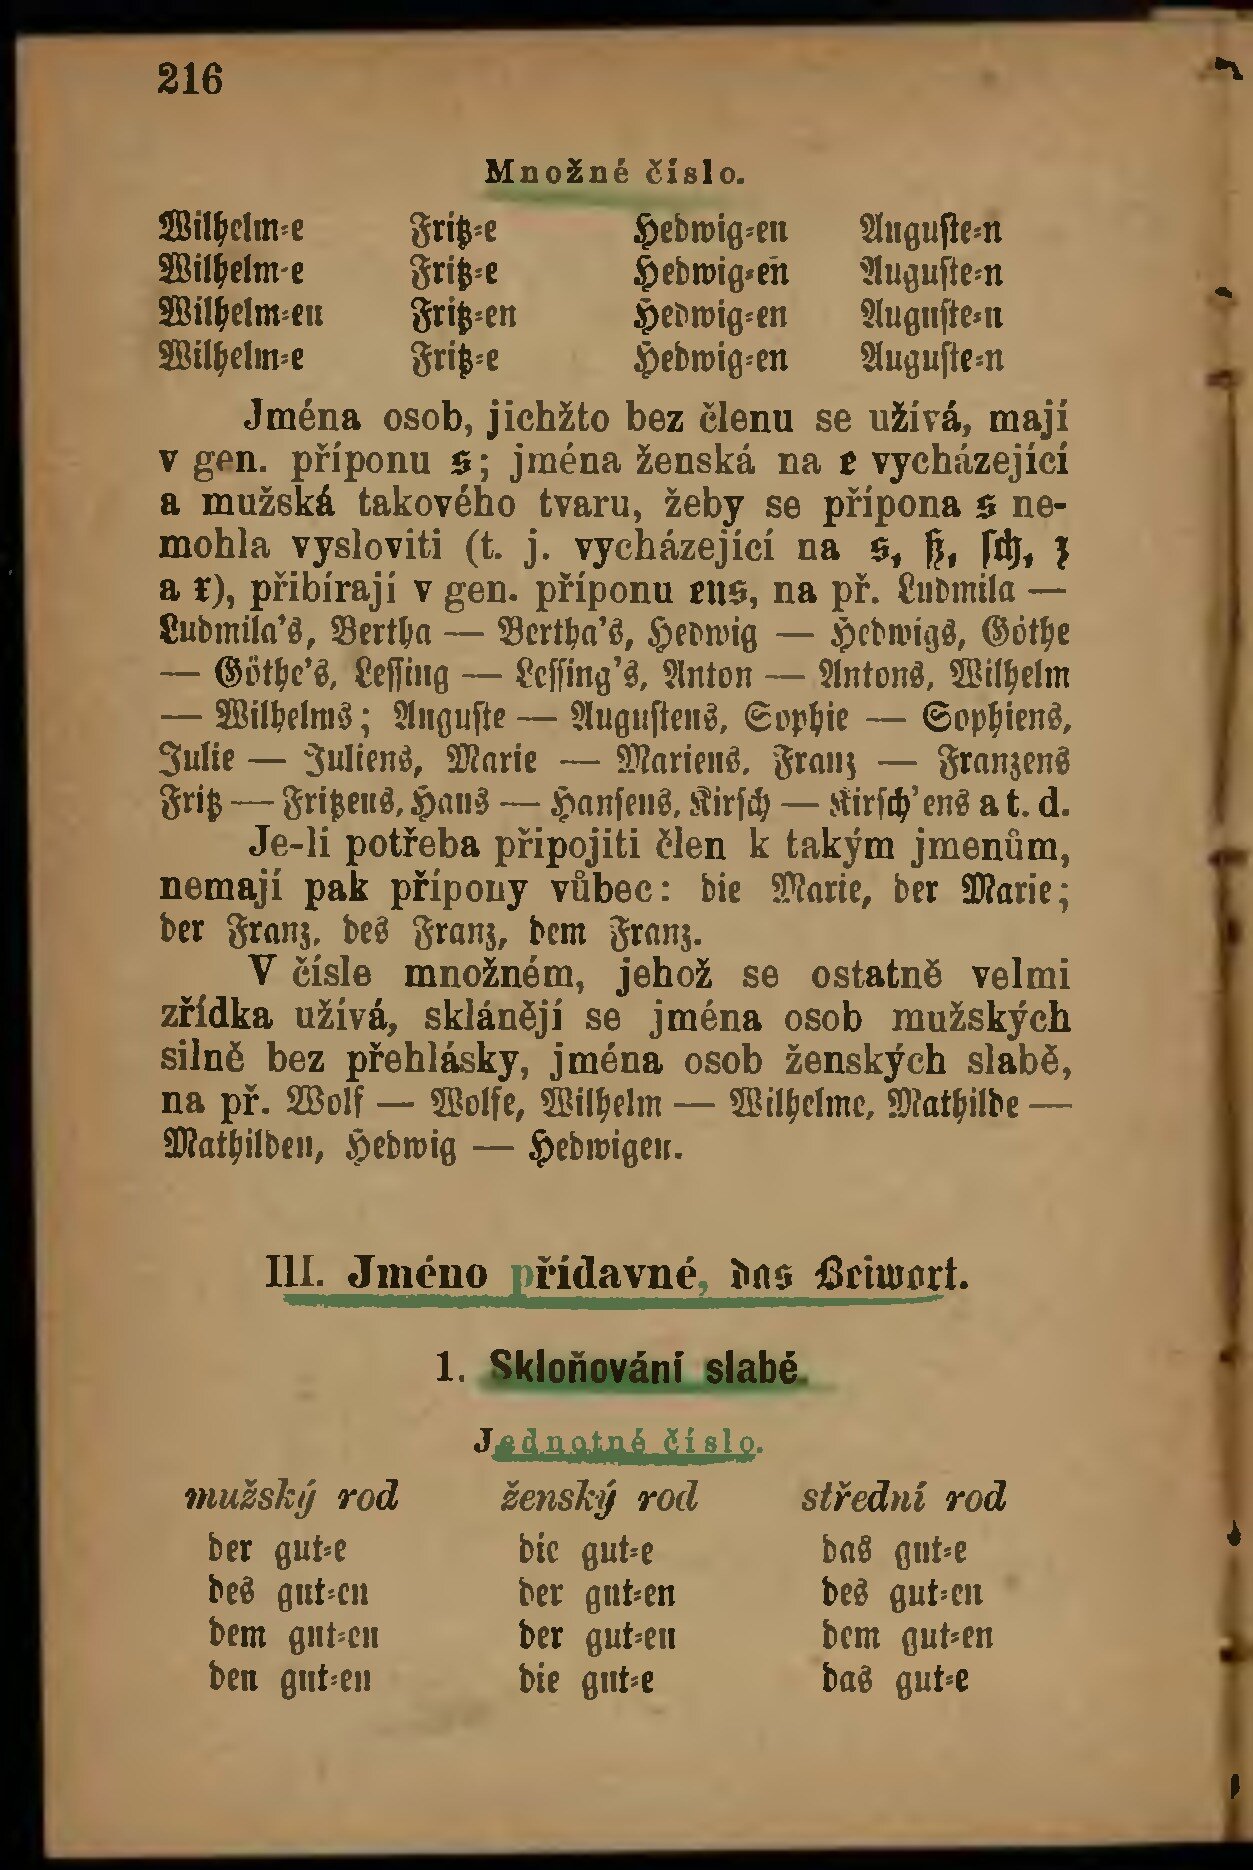 216
Množné číslo.
Wilhelm=e Fritz=e Hedwig=en Auguste=n
Wilhelm=e Fritz=e Hedwig=en Auguste=n
Wilhelm=en Fritz=en Hedwig=en Auguste=n
Wilhelm=e Fritz=e Hedwig=en Auguste=n
Jména osob, jichžto bez členu se užívá, mají
v gen. příponu s; jména ženská na e vycházející
a mužská takového tvaru, žeby se přípona s ne-
mohla vysloviti (t. j. vycházející na s, ß, sch, z
a x), přibírají v gen. příponu ens, na př. Ludmila —
Ludmila's, Bertha — Bertha's, Hedwig — Hedwigs, Göthe
— Göthe's, Lessing — Lessing's, Anton — Antons, Wilhelm
— Wilhelms; Auguste — Augustens, Sophie — Sophiens,
Julie — Juliens, Marie — Mariens, Franz — Franzens
Fritz — Fritzens, Hans — Hansens, Kirsch — Kirsch'ens a t. d.
Je-li potřeba připojiti člen k takým jmenům,
nemají pak přípony vůbec: die Marie, der Marie;
der Franz, des Franz, dem Franz.
V čísle množném, jehož se ostatně velmi
zřídka užívá, sklánějí se jména osob mužských
silně bez přehlásky, jména osob ženských slabě,
na př. Wolf — Wolfe, Wilhelm — Wilhelme, Mathilde —
Mathilden, Hedwig — Hedwigen.
III. Jméno přídavné, das Beiwort.
1. Skloňování slabé.
Jednotné číslo.
mužský rod ženský rod střední rod
der gut=e die gut=e das gut=e
des gut=en der gut=en des gut=en
dem gut=en der gut=en dem gut=en
den gut=en die gut=e das gut=e